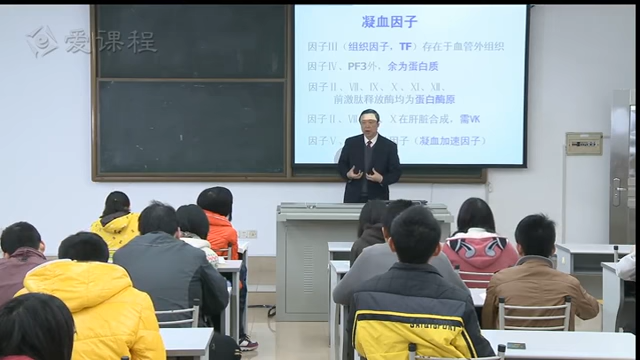 爱课程
凝血因子
因子Ⅲ（组织因子，TF）存在于血管外组织
因子Ⅳ、PF3外，余为蛋白质
因子Ⅱ、Ⅶ、Ⅸ、Ⅹ、Ⅺ、Ⅻ、
前激肽释放酶均为蛋白酶原
因子Ⅱ、Ⅶ Ⅹ在肝脏合成，需VK
因子Ⅴ、 因子（凝血加速因子）